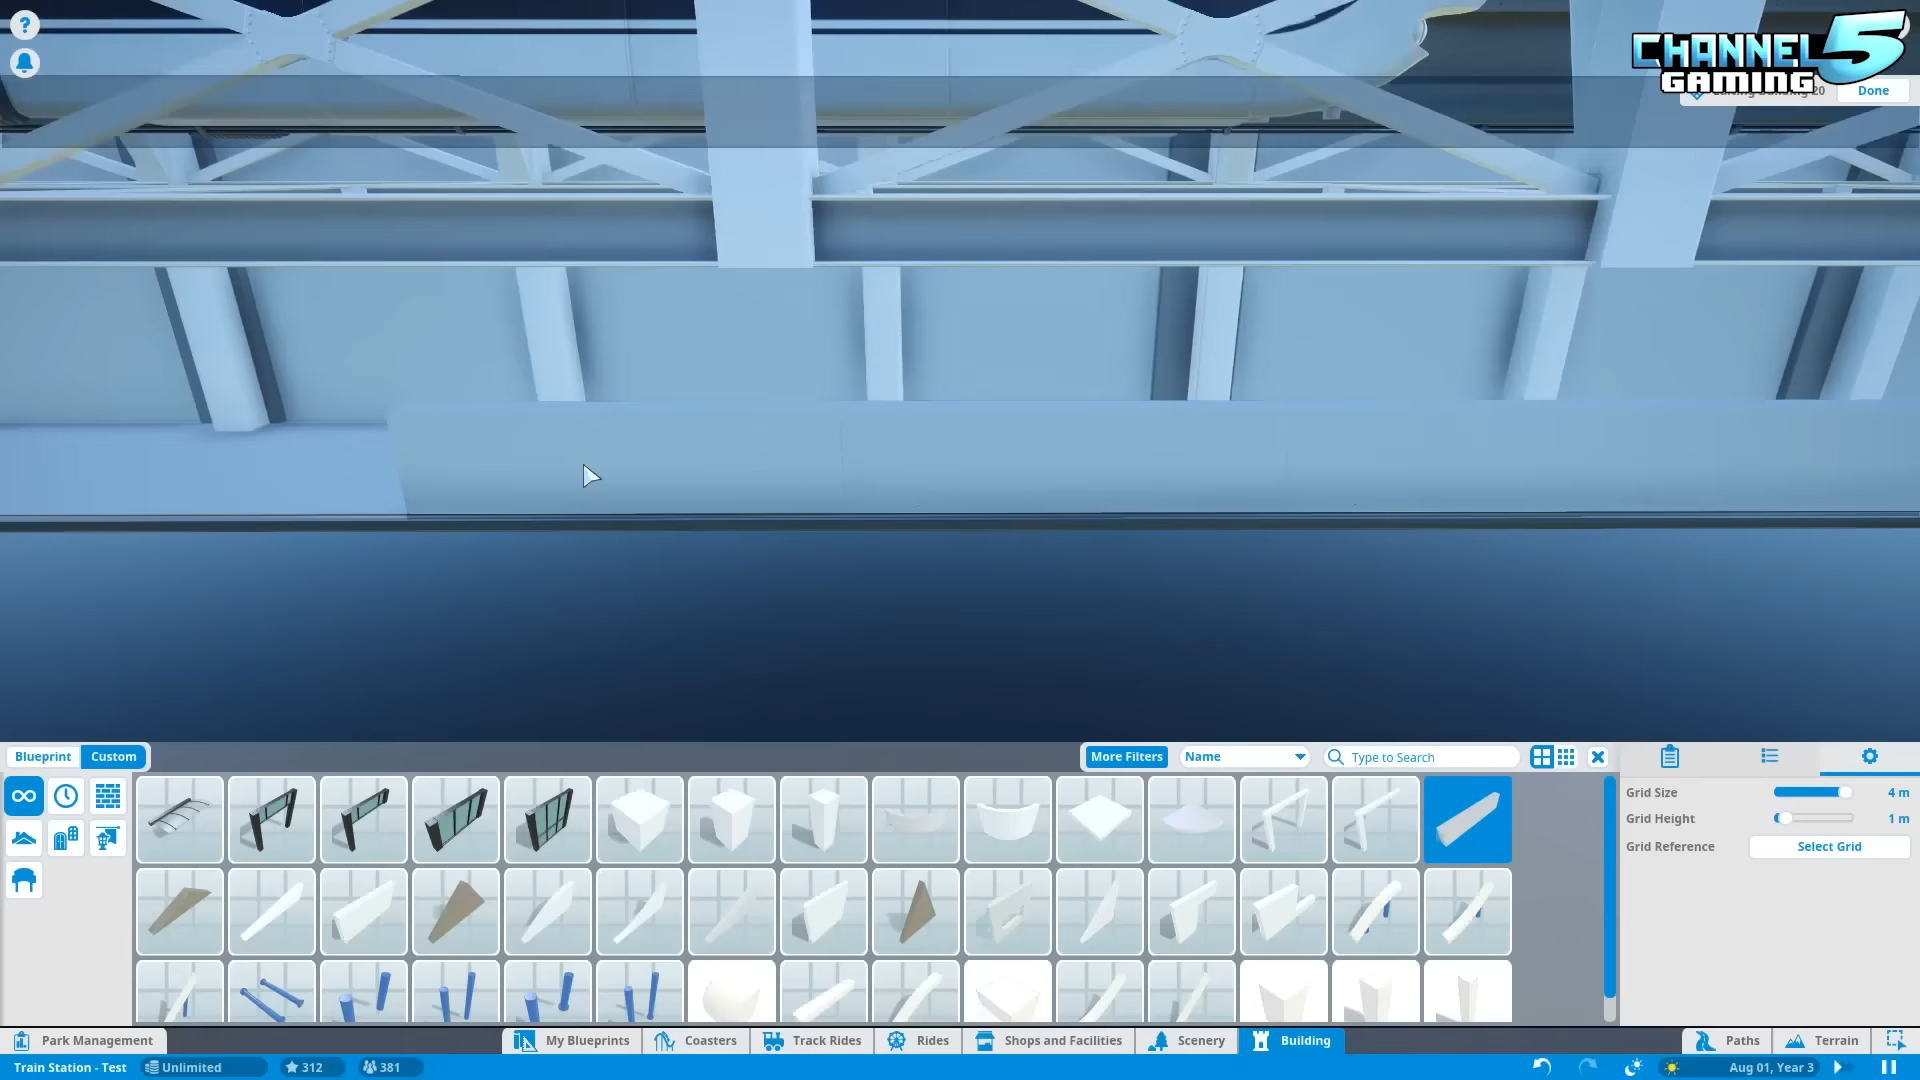 ?
CHANNEL 5
GAMING
20
Done
Blueprint
Custom
More Filters
Name
Type to Search
Grid Size
4 m
Grid Height
1 m
Grid Reference
Select Grid
Park Management
My Blueprints
Coasters
Track Rides
Rides
Shops and Facilities
Scenery
Building
Paths
Terrain
Train Station - Test
Unlimited
312
381
Aug 01, Year 3